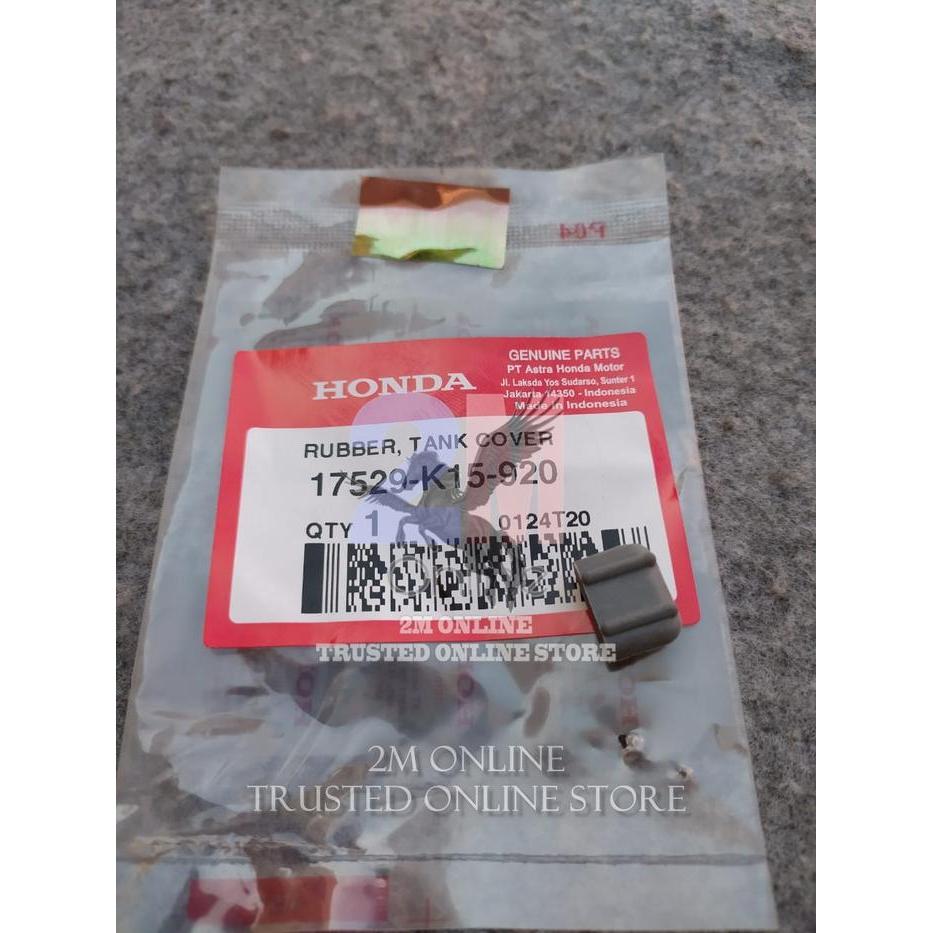 P04
HONDA
GENUINE PARTS
PT Astra Honda Motor
Jl. Laksda Yos Sudarso, Sunter 1
Jakarta 14350 - Indonesia
Made in Indonesia
RUBBER, TANK COVER
17529-K15-920
QTY 1
0124T20
2M
Online
2M ONLINE
TRUSTED ONLINE STORE
2M ONLINE
TRUSTED ONLINE STORE